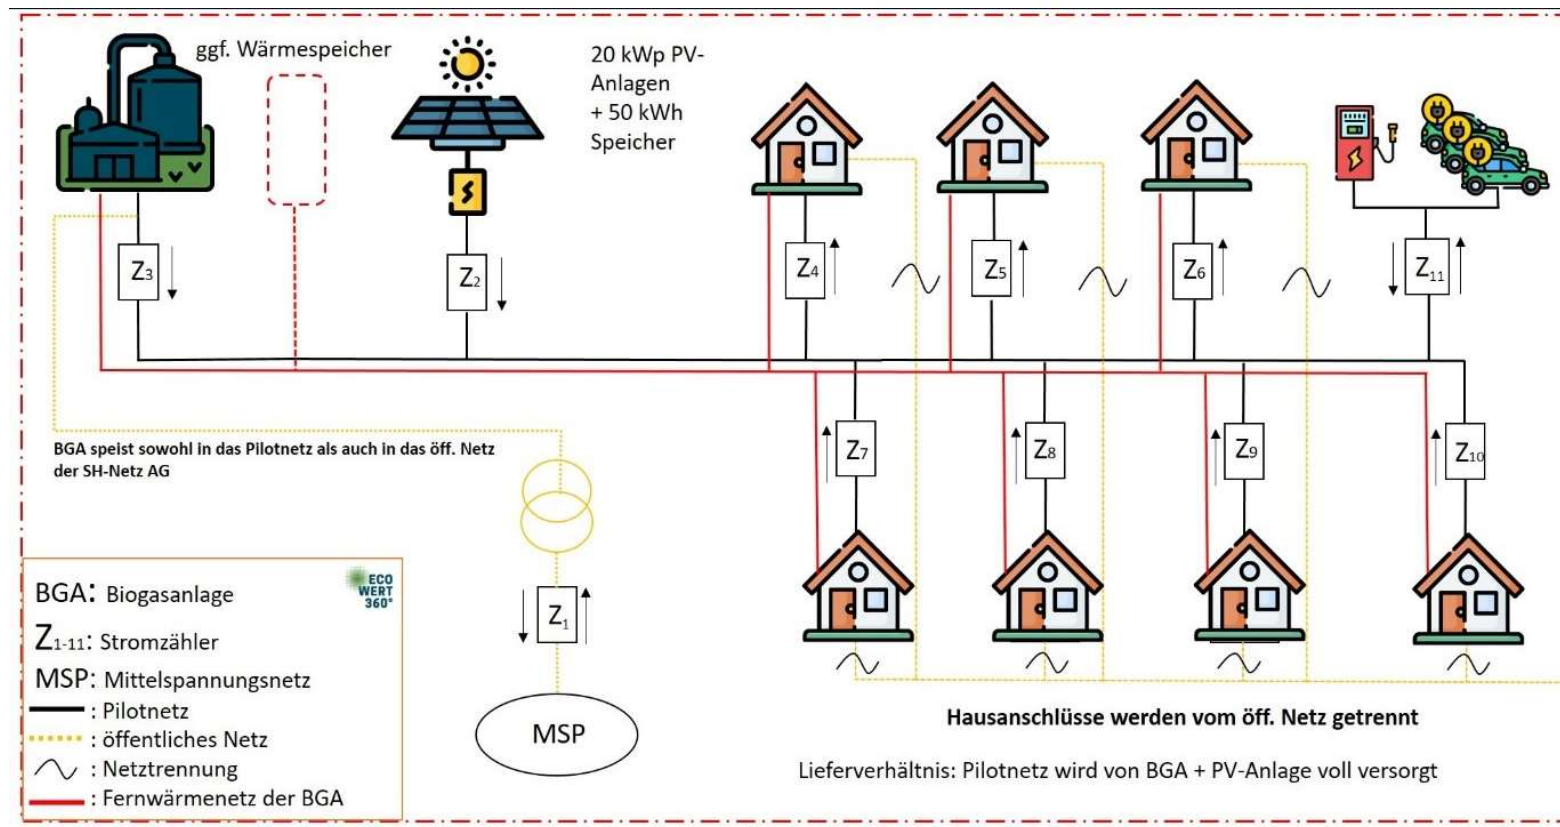 ggf. Wärmespeicher
20 kWp PV-
Anlagen
+ 50 kWh
Speicher
Z3
Z2
Z4
Z5
Z6
Z11
BGA speist sowohl in das Pilotnetz als auch in das öff. Netz
der SH-Netz AG
Z7
Z8
Z9
Z10
Z1
MSP
BGA: Biogasanlage
ECO
WERT
360°
Z1-11: Stromzähler
MSP: Mittelspannungsnetz
: Pilotnetz
: öffentliches Netz
: Netztrennung
: Fernwärmenetz der BGA
Hausanschlüsse werden vom öff. Netz getrennt
Lieferverhältnis: Pilotnetz wird von BGA + PV-Anlage voll versorgt